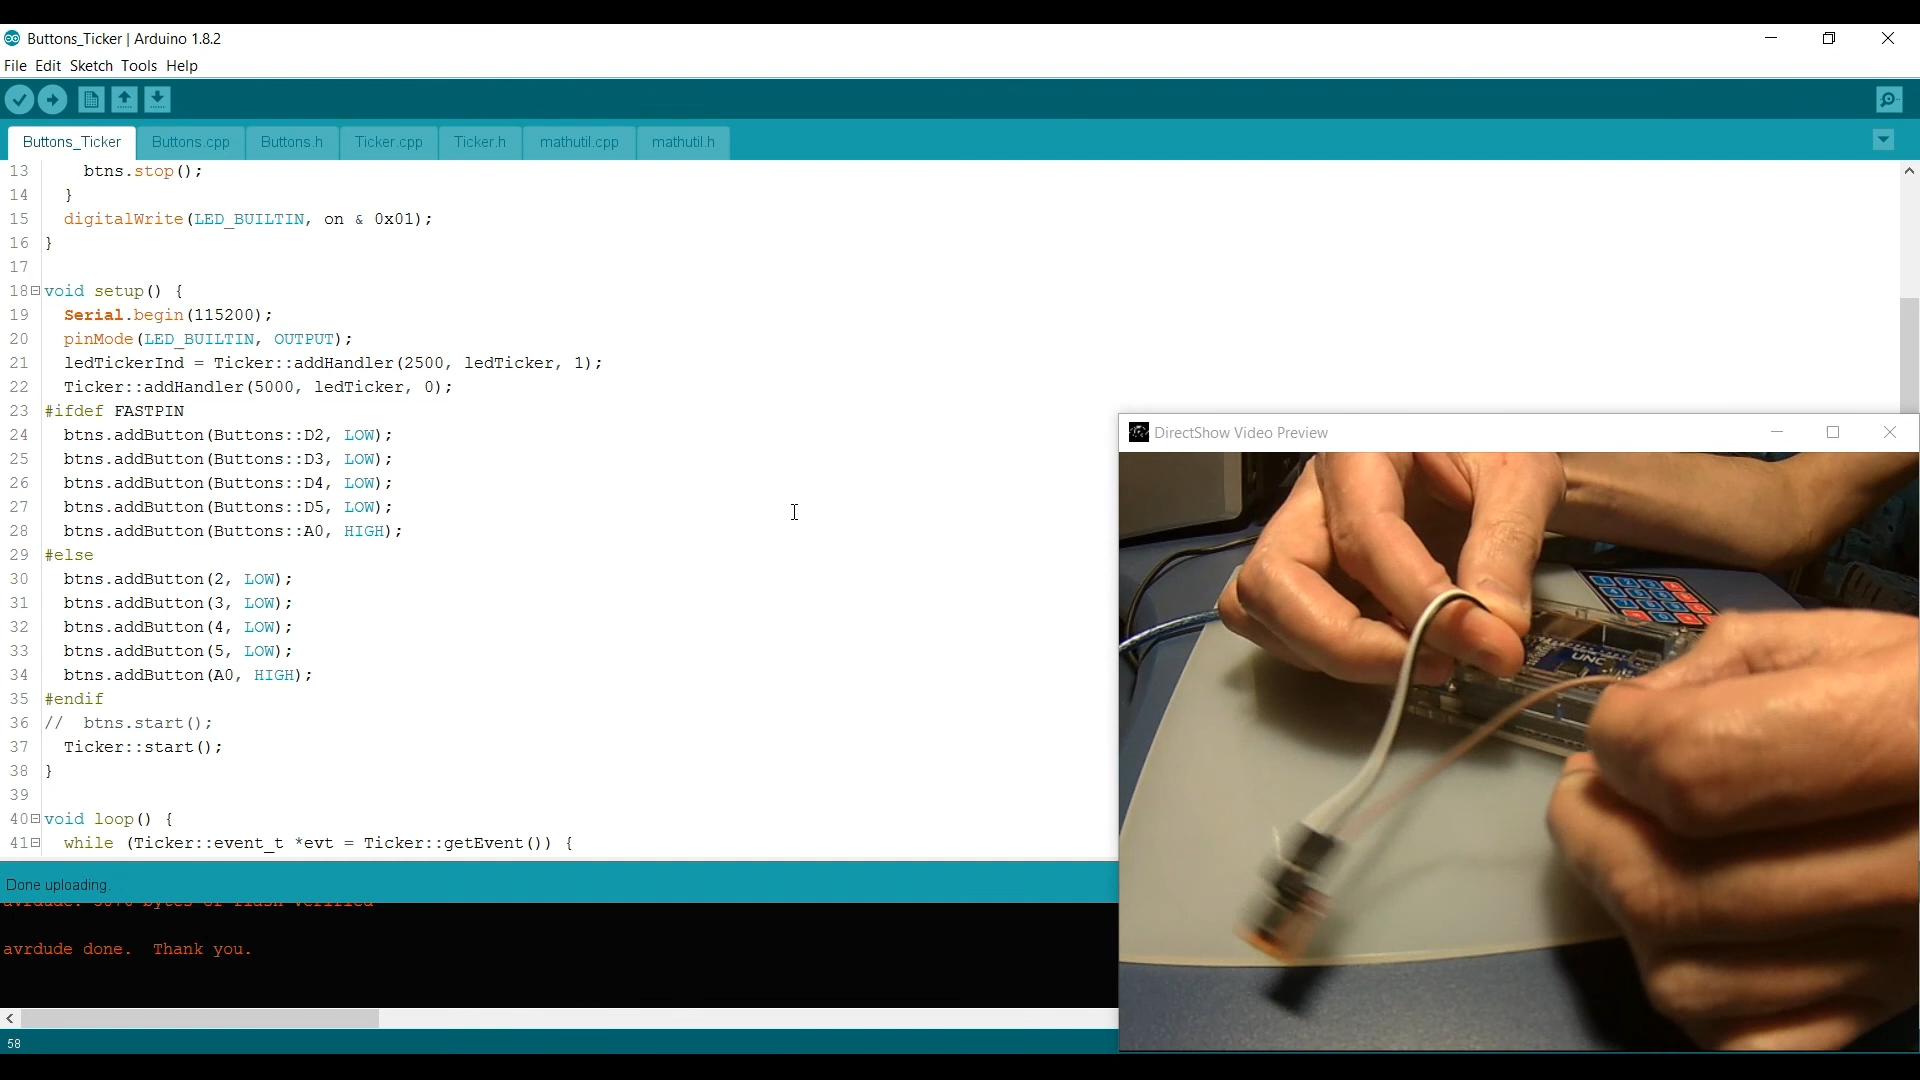 Buttons_Ticker | Arduino 1.8.2
File Edit Sketch Tools Help
Buttons_Ticker Buttons.cpp Buttons.h Ticker.cpp Ticker.h mathutil.cpp mathutil.h
13 btns.stop();
14 }
15 digitalWrite(LED_BUILTIN, on & 0x01);
16 }
17
18 void setup() {
19 Serial.begin(115200);
20 pinMode(LED_BUILTIN, OUTPUT);
21 ledTickerInd = Ticker::addHandler(2500, ledTicker, 1);
22 Ticker::addHandler(5000, ledTicker, 0);
23 #ifdef FASTPIN
24 btns.addButton(Buttons::D2, LOW);
25 btns.addButton(Buttons::D3, LOW);
26 btns.addButton(Buttons::D4, LOW);
27 btns.addButton(Buttons::D5, LOW);
28 btns.addButton(Buttons::A0, HIGH);
29 #else
30 btns.addButton(2, LOW);
31 btns.addButton(3, LOW);
32 btns.addButton(4, LOW);
33 btns.addButton(5, LOW);
34 btns.addButton(A0, HIGH);
35 #endif
36 // btns.start();
37 Ticker::start();
38 }
39
40 void loop() {
41 while (Ticker::event_t *evt = Ticker::getEvent()) {
DirectShow Video Preview
UNC
Done uploading.
avrdude done. Thank you.
58